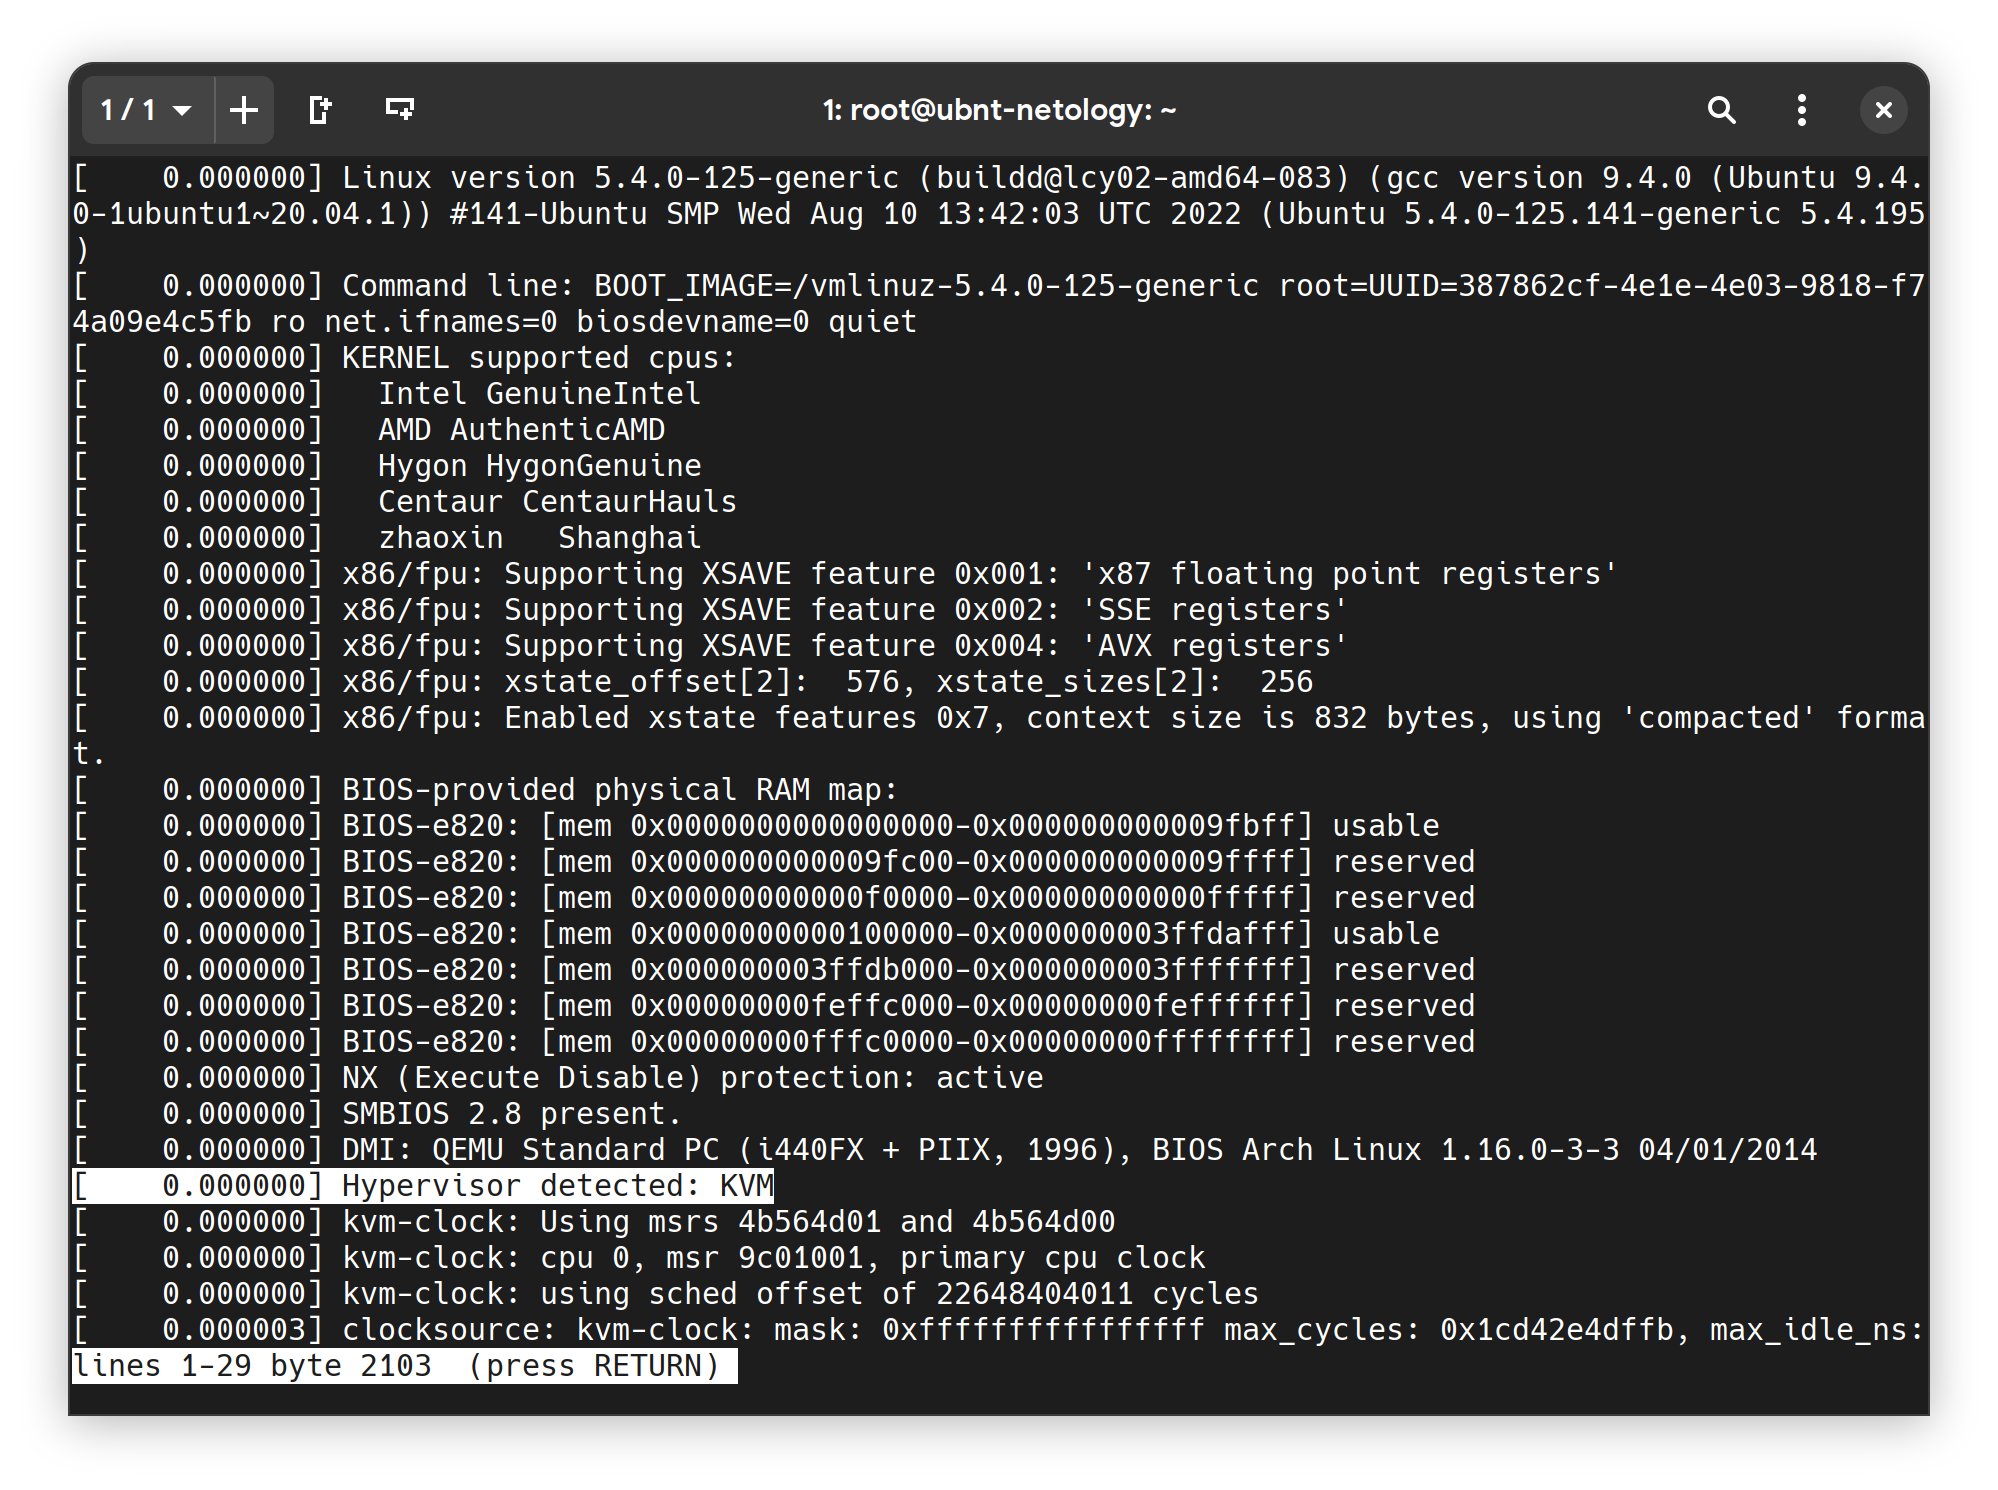 1 / 1
1: root@ubnt-netology: ~
[    0.000000] Linux version 5.4.0-125-generic (buildd@lcy02-amd64-083) (gcc version 9.4.0 (Ubuntu 9.4.
0-1ubuntu1~20.04.1)) #141-Ubuntu SMP Wed Aug 10 13:42:03 UTC 2022 (Ubuntu 5.4.0-125.141-generic 5.4.195
)
[    0.000000] Command line: BOOT_IMAGE=/vmlinuz-5.4.0-125-generic root=UUID=387862cf-4e1e-4e03-9818-f7
4a09e4c5fb ro net.ifnames=0 biosdevname=0 quiet
[    0.000000] KERNEL supported cpus:
[    0.000000]   Intel GenuineIntel
[    0.000000]   AMD AuthenticAMD
[    0.000000]   Hygon HygonGenuine
[    0.000000]   Centaur CentaurHauls
[    0.000000]   zhaoxin   Shanghai
[    0.000000] x86/fpu: Supporting XSAVE feature 0x001: 'x87 floating point registers'
[    0.000000] x86/fpu: Supporting XSAVE feature 0x002: 'SSE registers'
[    0.000000] x86/fpu: Supporting XSAVE feature 0x004: 'AVX registers'
[    0.000000] x86/fpu: xstate_offset[2]:  576, xstate_sizes[2]:  256
[    0.000000] x86/fpu: Enabled xstate features 0x7, context size is 832 bytes, using 'compacted' forma
t.
[    0.000000] BIOS-provided physical RAM map:
[    0.000000] BIOS-e820: [mem 0x0000000000000000-0x000000000009fbff] usable
[    0.000000] BIOS-e820: [mem 0x000000000009fc00-0x000000000009ffff] reserved
[    0.000000] BIOS-e820: [mem 0x00000000000f0000-0x00000000000fffff] reserved
[    0.000000] BIOS-e820: [mem 0x0000000000100000-0x000000003ffdafff] usable
[    0.000000] BIOS-e820: [mem 0x000000003ffdb000-0x000000003fffffff] reserved
[    0.000000] BIOS-e820: [mem 0x00000000feffc000-0x00000000feffffff] reserved
[    0.000000] BIOS-e820: [mem 0x00000000fffc0000-0x00000000ffffffff] reserved
[    0.000000] NX (Execute Disable) protection: active
[    0.000000] SMBIOS 2.8 present.
[    0.000000] DMI: QEMU Standard PC (i440FX + PIIX, 1996), BIOS Arch Linux 1.16.0-3-3 04/01/2014
[    0.000000] Hypervisor detected: KVM
[    0.000000] kvm-clock: Using msrs 4b564d01 and 4b564d00
[    0.000000] kvm-clock: cpu 0, msr 9c01001, primary cpu clock
[    0.000000] kvm-clock: using sched offset of 22648404011 cycles
[    0.000003] clocksource: kvm-clock: mask: 0xffffffffffffffff max_cycles: 0x1cd42e4dffb, max_idle_ns:
lines 1-29 byte 2103  (press RETURN)